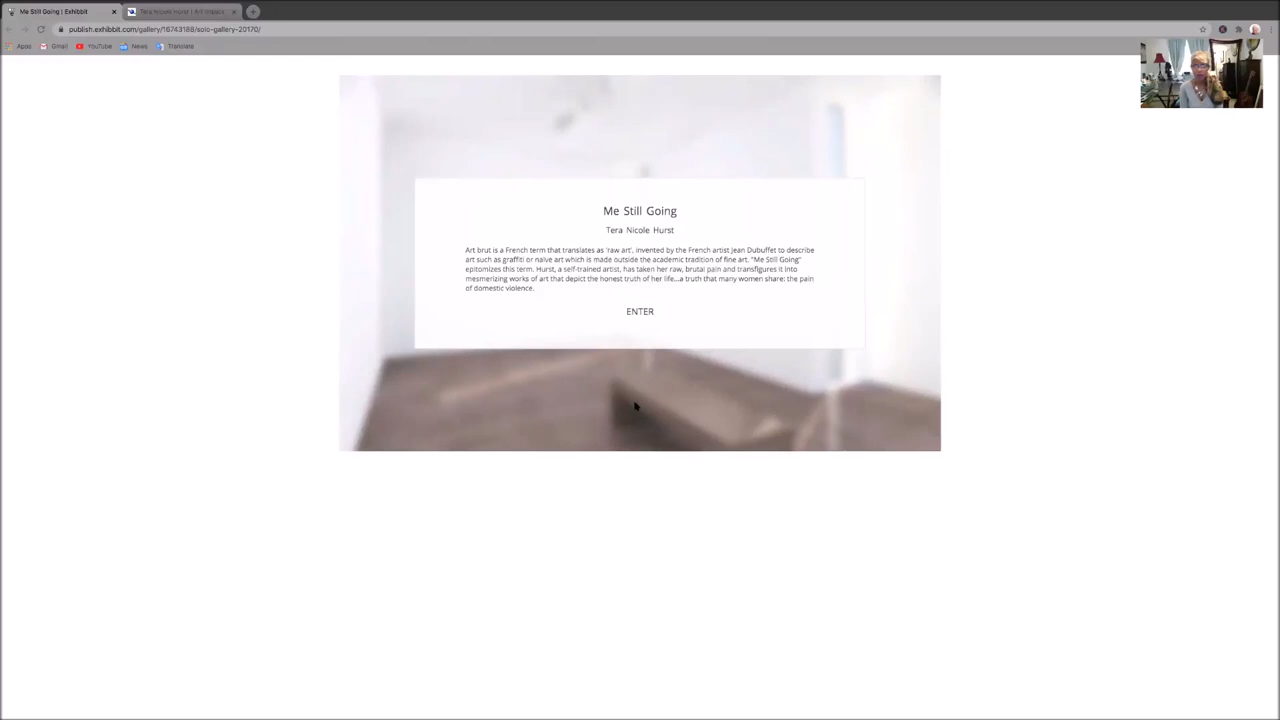 Me Still Going | Exhibbit
Tera Nicole Hurst | Art Impact
publish.exhibbit.com/gallery/16743188/solo-gallery-20170/
Apps Gmail YouTube News Translate
Me Still Going
Tera Nicole Hurst
Art brut is a French term that translates as 'raw art', invented by the French artist Jean Dubuffet to describe
art such as graffiti or naïve art which is made outside the academic tradition of fine art. "Me Still Going"
epitomizes this term. Hurst, a self-trained artist, has taken her raw, brutal pain and transfigures it into
mesmerizing works of art that depict the honest truth of her life...a truth that many women share: the pain
of domestic violence.
ENTER